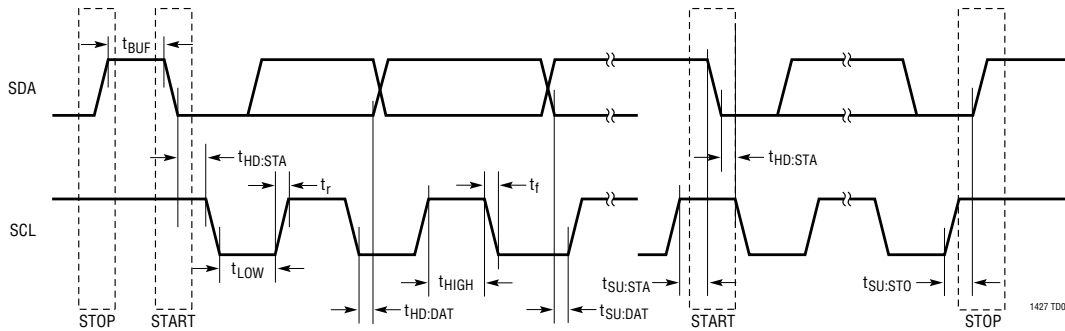 tBUF
SDA
tHD:STA
tHD:STA
tr
tf
SCL
tLOW
tHIGH
tSU:STA
tSU:STO
tHD:DAT
tSU:DAT
1427 TD0
STOP
START
START
STOP